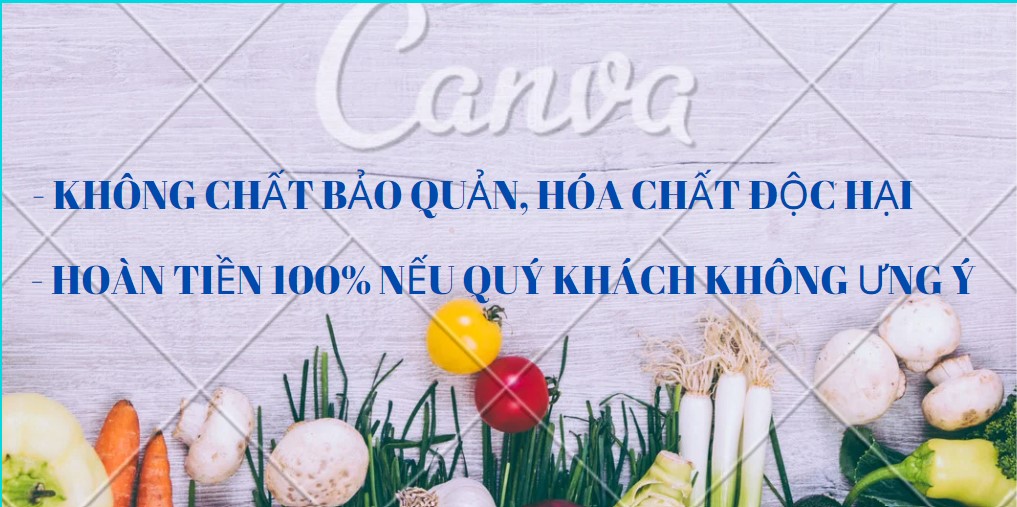 Canva
- KHÔNG CHẤT BẢO QUẢN, HÓA CHẤT ĐỘC HẠI
- HOÀN TIỀN 100% NẾU QUÝ KHÁCH KHÔNG ƯNG Ý